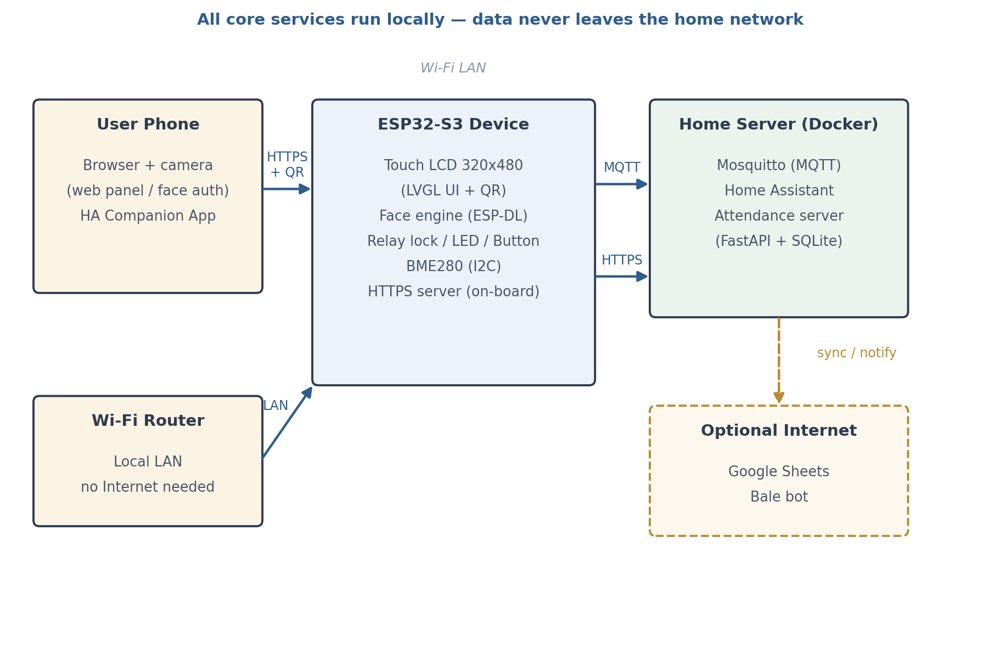 All core services run locally — data never leaves the home network
Wi-Fi LAN
User Phone
Browser + camera
(web panel / face auth)
HA Companion App
HTTPS
+ QR
ESP32-S3 Device
Touch LCD 320x480
(LVGL UI + QR)
Face engine (ESP-DL)
Relay lock / LED / Button
BME280 (I2C)
HTTPS server (on-board)
MQTT
HTTPS
Home Server (Docker)
Mosquitto (MQTT)
Home Assistant
Attendance server
(FastAPI + SQLite)
sync / notify
Wi-Fi Router
Local LAN
no Internet needed
LAN
Optional Internet
Google Sheets
Bale bot